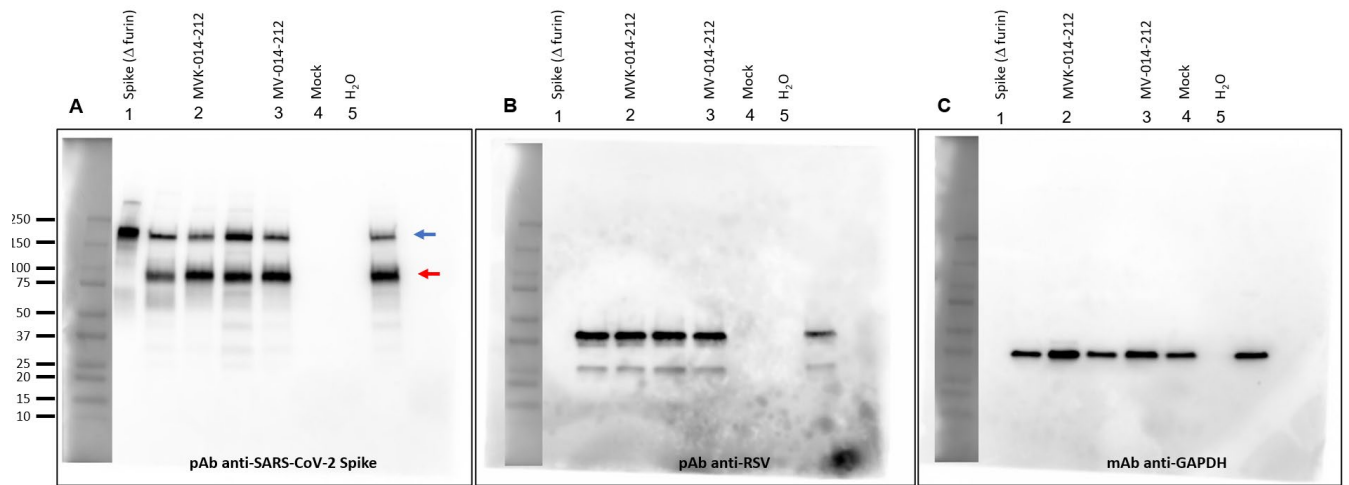 A
Spike (Δ furin)
1
MVK-014-212
2
MV-014-212
3
Mock
4
H₂O
5
250
150
100
75
50
37
25
20
15
10
pAb anti-SARS-CoV-2 Spike
B
Spike (Δ furin)
1
MVK-014-212
2
MV-014-212
3
Mock
4
H₂O
5
pAb anti-RSV
C
Spike (Δ furin)
1
MVK-014-212
2
MV-014-212
3
Mock
4
H₂O
5
mAb anti-GAPDH